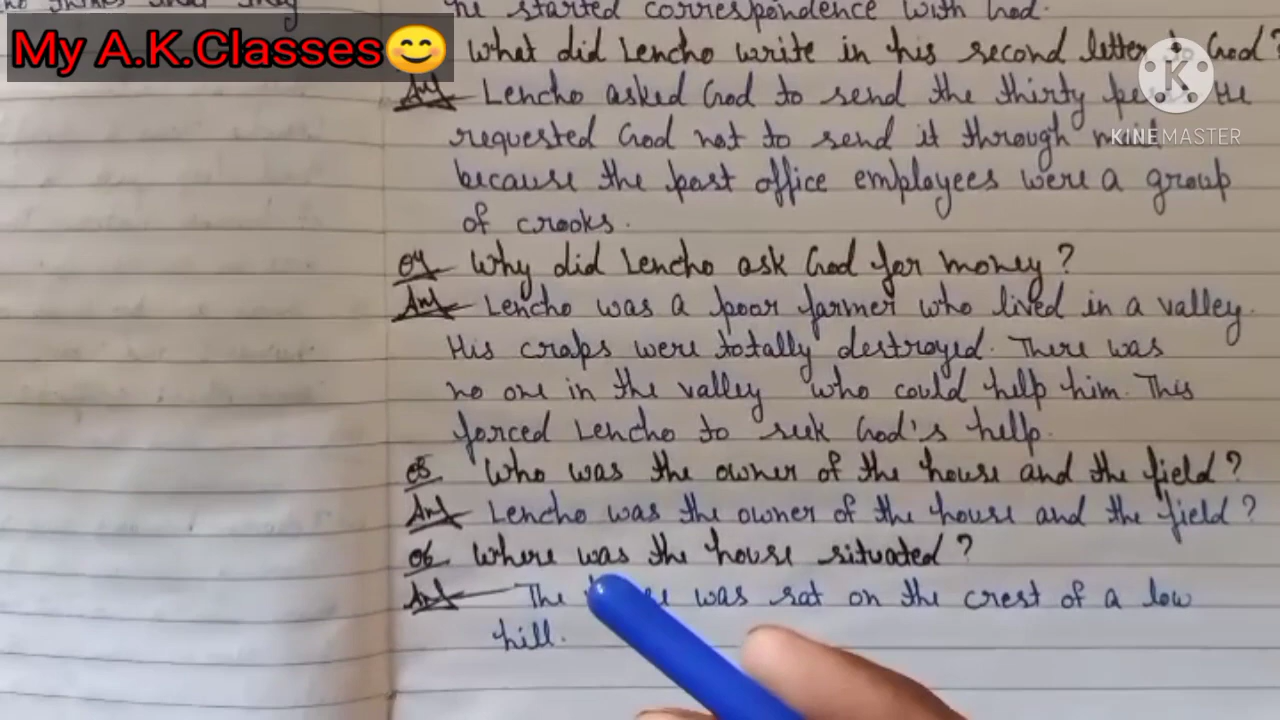 he started correspondence with God.
My A.K.Classes
What did Lencho write in his second letter to God?
Ans Lencho asked God to send the thirty He
requested God not to send it through
because the post office employees were a group
of crooks.
04 Why did Lencho ask God for money?
Ans Lencho was a poor farmer who lived in a valley.
His crops were totally destroyed. There was
no one in the valley who could help him. This
forced Lencho to seek God's help.
05 Who was the owner of the house and the field?
Ans Lencho was the owner of the house and the field?
06 Where was the house situated?
Ans The was sat on the crest of a low
hill.
K
KINEMASTER